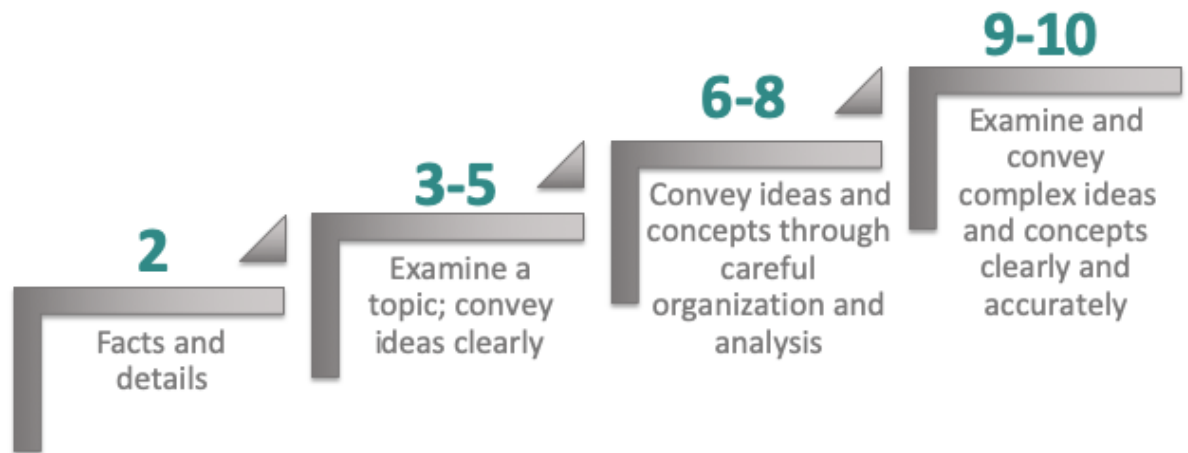 2
Facts and
details
3-5
Examine a
topic; convey
ideas clearly
6-8
Convey ideas and
concepts through
careful
organization and
analysis
9-10
Examine and
convey
complex ideas
and concepts
clearly and
accurately